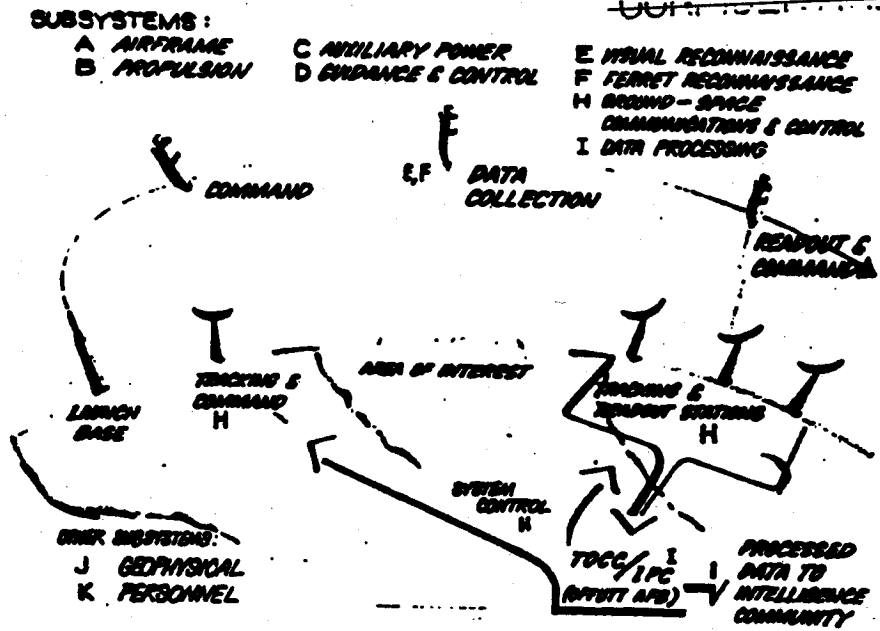 SUBSYSTEMS:
A AIRFRAME
B PROPULSION
C AUXILIARY POWER
D GUIDANCE & CONTROL
E VISUAL RECONNAISSANCE
F FERRET RECONNAISSANCE
H GROUND-SPACE
COMMUNICATIONS & CONTROL
I DATA PROCESSING
COMMAND
E,F
DATA
COLLECTION
READOUT &
COMMAND
LAUNCH
BASE
TRACKING &
COMMAND
H
AREA OF INTEREST
TRACKING &
READOUT STATIONS
H
SYSTEM
CONTROL
H
OTHER SUBSYSTEMS:
J GEOPHYSICAL
K PERSONNEL
TOCC/IPC
I
(OFFUTT AFB)
PROCESSED
DATA TO
INTELLIGENCE
COMMUNITY